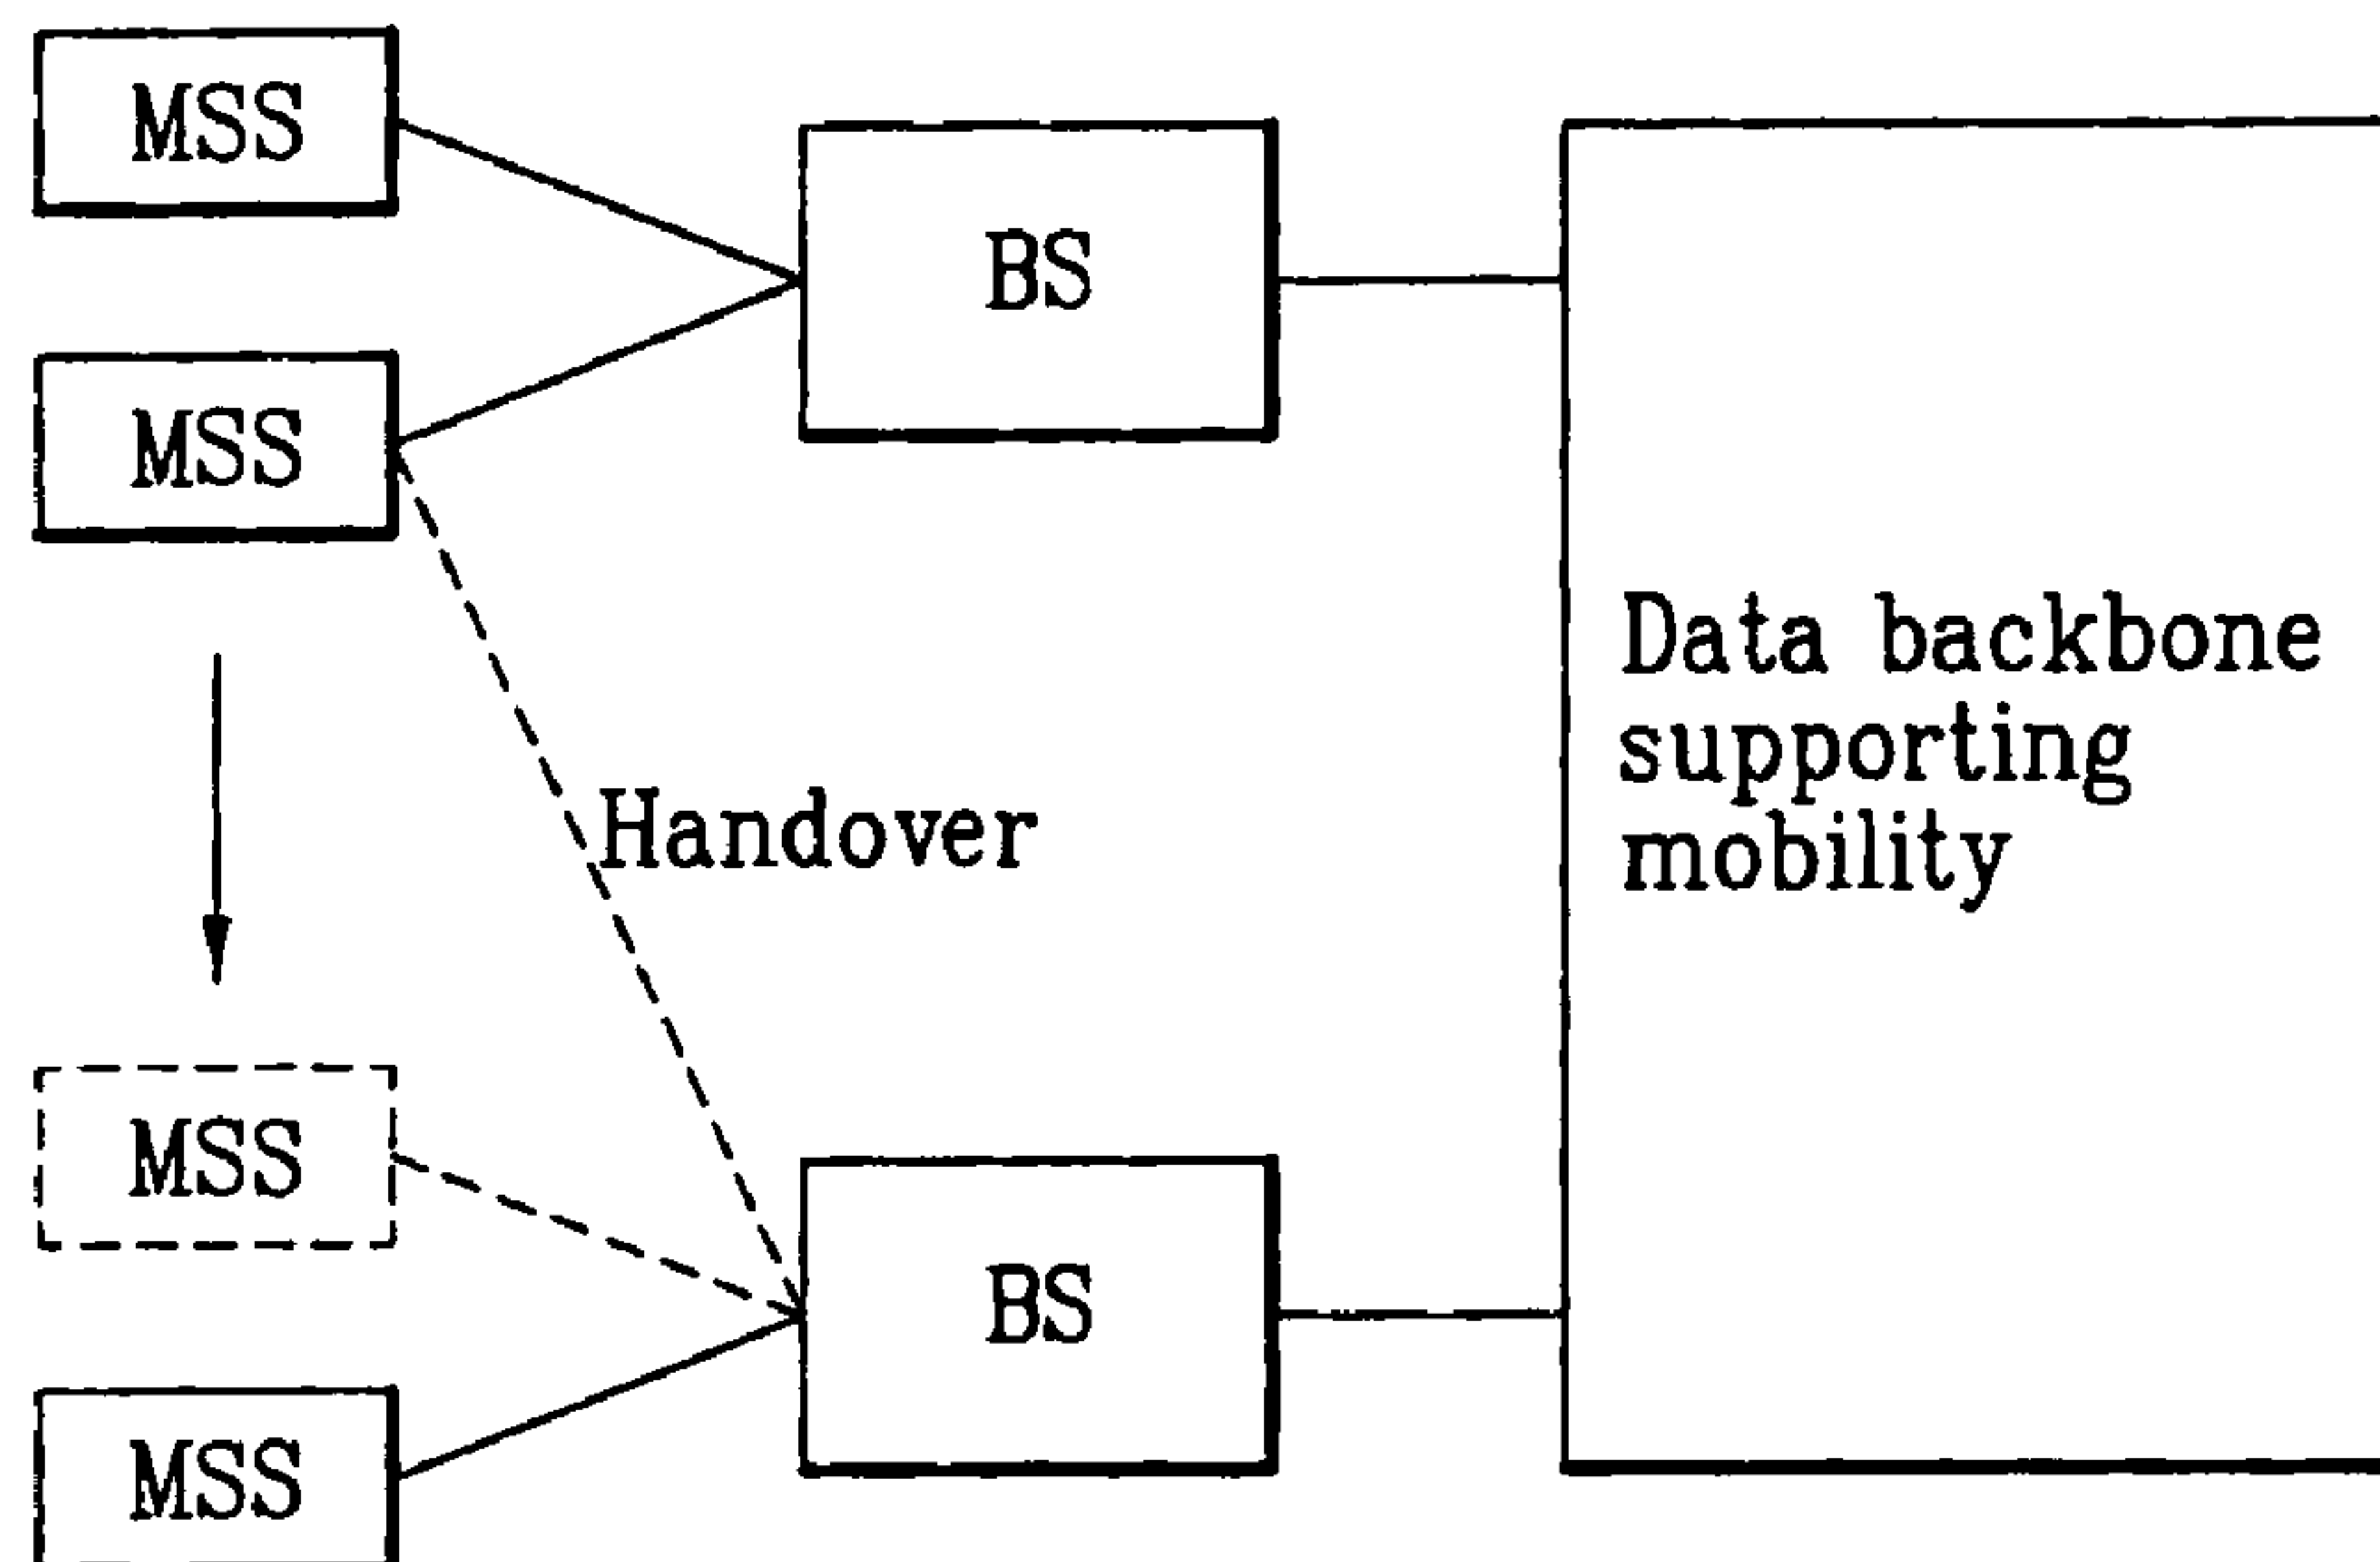 MSS
BS
MSS
Data backbone
supporting
mobility
Handover
MSS
BS
MSS